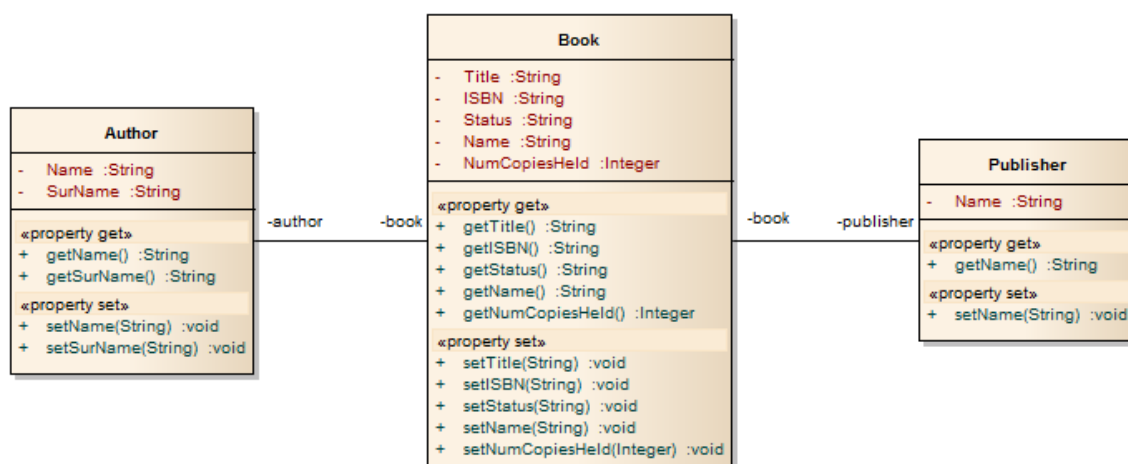 Author
- Name :String
- SurName :String
«property get»
+ getName() :String
+ getSurName() :String
«property set»
+ setName(String) :void
+ setSurName(String) :void
-author
-book
Book
- Title :String
- ISBN :String
- Status :String
- Name :String
- NumCopiesHeld :Integer
«property get»
+ getTitle() :String
+ getISBN() :String
+ getStatus() :String
+ getName() :String
+ getNumCopiesHeld() :Integer
«property set»
+ setTitle(String) :void
+ setISBN(String) :void
+ setStatus(String) :void
+ setName(String) :void
+ setNumCopiesHeld(Integer) :void
-book
-publisher
Publisher
- Name :String
«property get»
+ getName() :String
«property set»
+ setName(String) :void